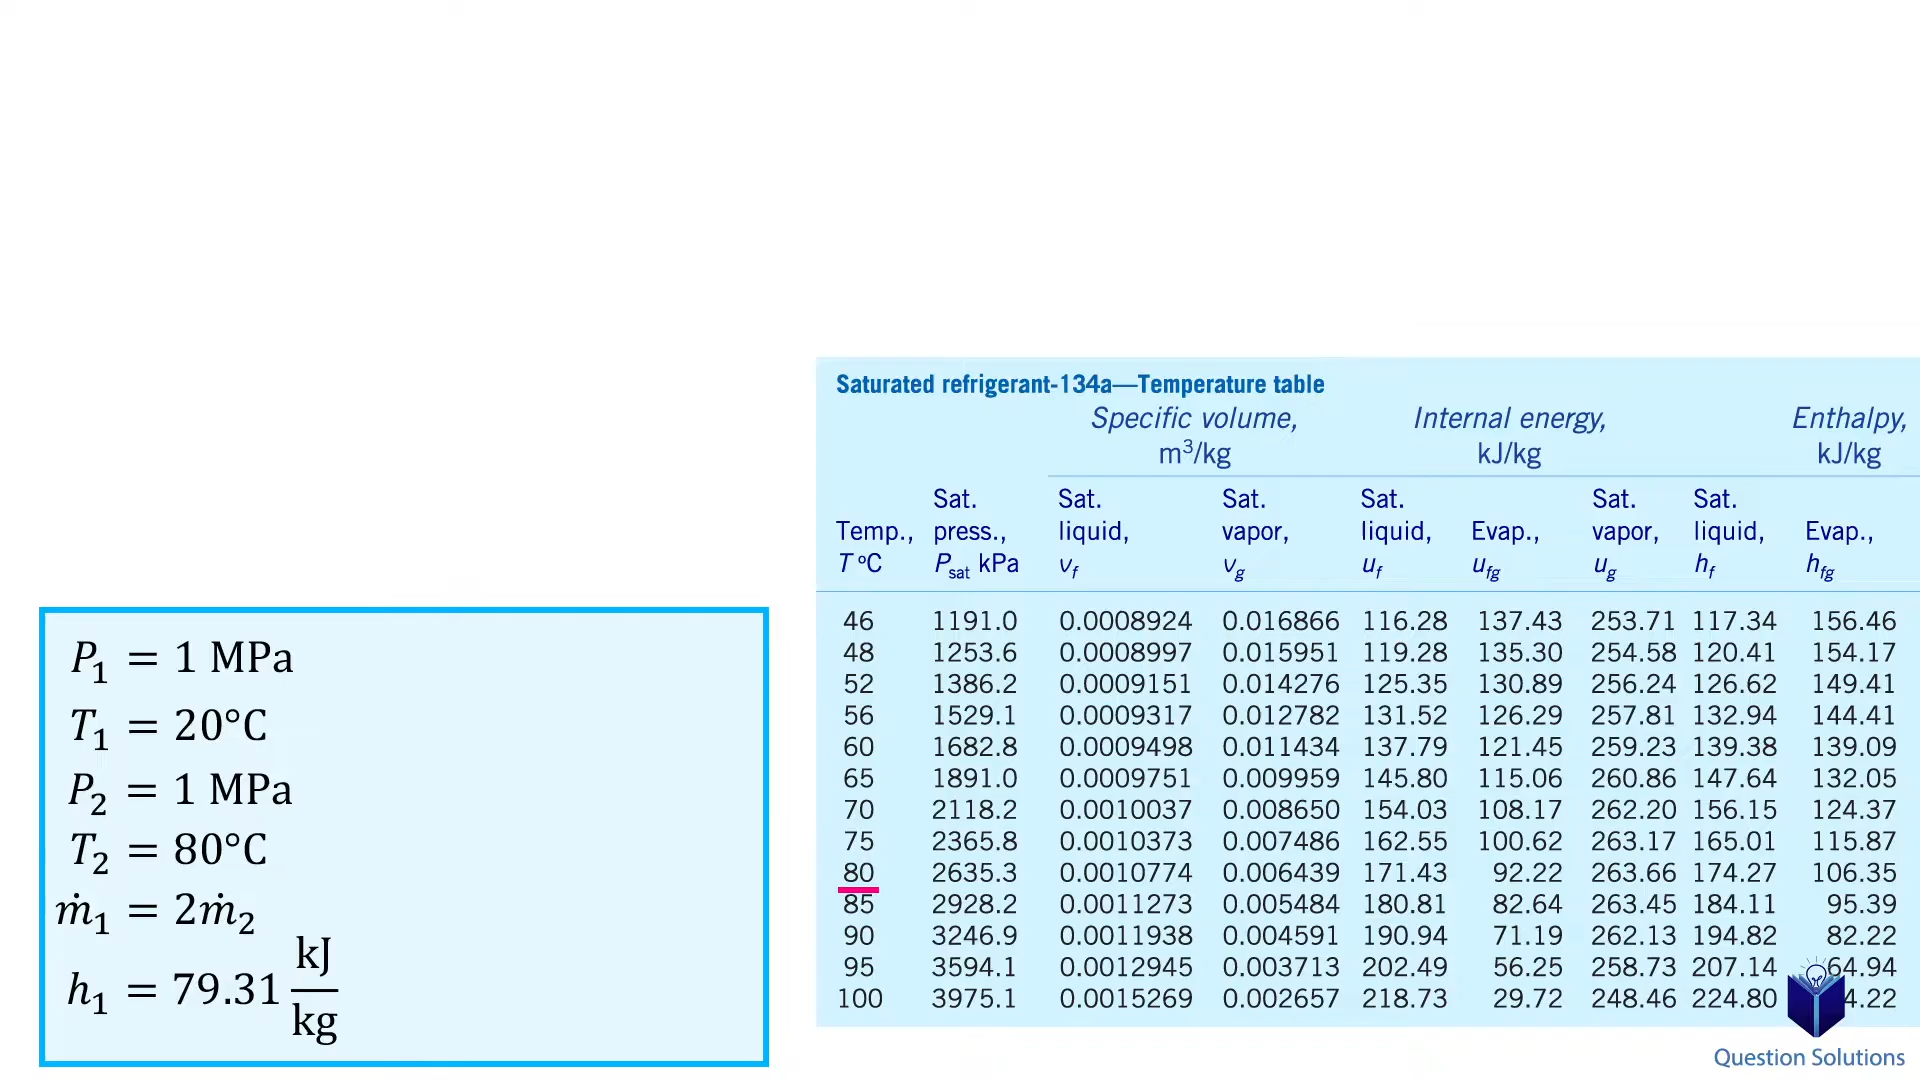 Saturated refrigerant-134a—Temperature table
Specific volume, Internal energy, Enthalpy,
m³/kg kJ/kg kJ/kg
Sat. Sat. Sat. Sat. Sat. Sat.
Temp., press., liquid, vapor, liquid, Evap., vapor, liquid, Evap.,
T °C P_sat kPa v_f v_g u_f u_fg u_g h_f h_fg
46 1191.0 0.0008924 0.016866 116.28 137.43 253.71 117.34 156.46
48 1253.6 0.0008997 0.015951 119.28 135.30 254.58 120.41 154.17
52 1386.2 0.0009151 0.014276 125.35 130.89 256.24 126.62 149.41
56 1529.1 0.0009317 0.012782 131.52 126.29 257.81 132.94 144.41
60 1682.8 0.0009498 0.011434 137.79 121.45 259.23 139.38 139.09
65 1891.0 0.0009751 0.009959 145.80 115.06 260.86 147.64 132.05
70 2118.2 0.0010037 0.008650 154.03 108.17 262.20 156.15 124.37
75 2365.8 0.0010373 0.007486 162.55 100.62 263.17 165.01 115.87
80 2635.3 0.0010774 0.006439 171.43 92.22 263.66 174.27 106.35
85 2928.2 0.0011273 0.005484 180.81 82.64 263.45 184.11 95.39
90 3246.9 0.0011938 0.004591 190.94 71.19 262.13 194.82 82.22
95 3594.1 0.0012945 0.003713 202.49 56.25 258.73 207.14 64.94
100 3975.1 0.0015269 0.002657 218.73 29.72 248.46 224.80 4.22
P₁ = 1 MPa
T₁ = 20°C
P₂ = 1 MPa
T₂ = 80°C
ṁ₁ = 2ṁ₂
h₁ = 79.31 kJ/kg
Question Solutions